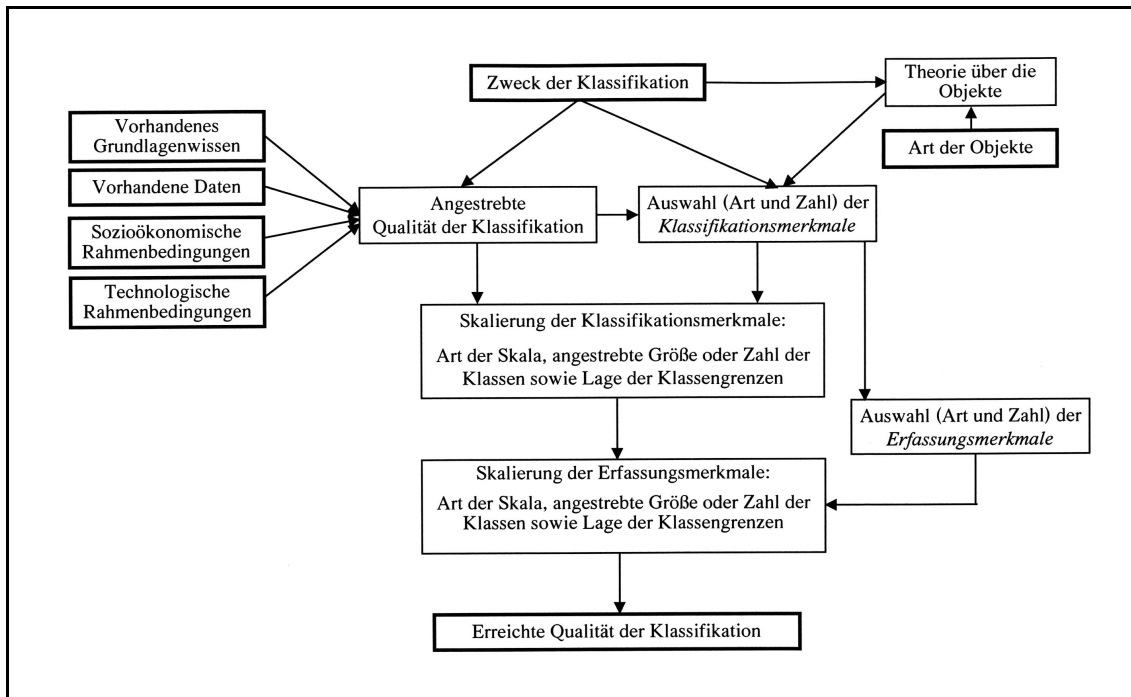 Zweck der Klassifikation
Theorie über die
Objekte
Art der Objekte
Vorhandenes
Grundlagenwissen
Vorhandene Daten
Sozioökonomische
Rahmenbedingungen
Technologische
Rahmenbedingungen
Angestrebte
Qualität der Klassifikation
Auswahl (Art und Zahl) der
Klassifikationsmerkmale
Skalierung der Klassifikationsmerkmale:
Art der Skala, angestrebte Größe oder Zahl der
Klassen sowie Lage der Klassengrenzen
Auswahl (Art und Zahl) der
Erfassungsmerkmale
Skalierung der Erfassungsmerkmale:
Art der Skala, angestrebte Größe oder Zahl der
Klassen sowie Lage der Klassengrenzen
Erreichte Qualität der Klassifikation